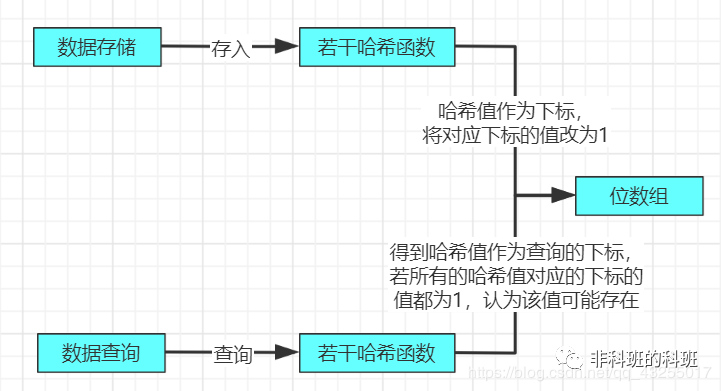 数据存储
存入
若干哈希函数
哈希值作为下标，
将对应下标的值改为1
位数组
得到哈希值作为查询的下标，
若所有的哈希值对应的下标的
值都为1，认为该值可能存在
数据查询
查询
若干哈希函数
非科班的科班
https://blog.csdn.net/qq_43255017